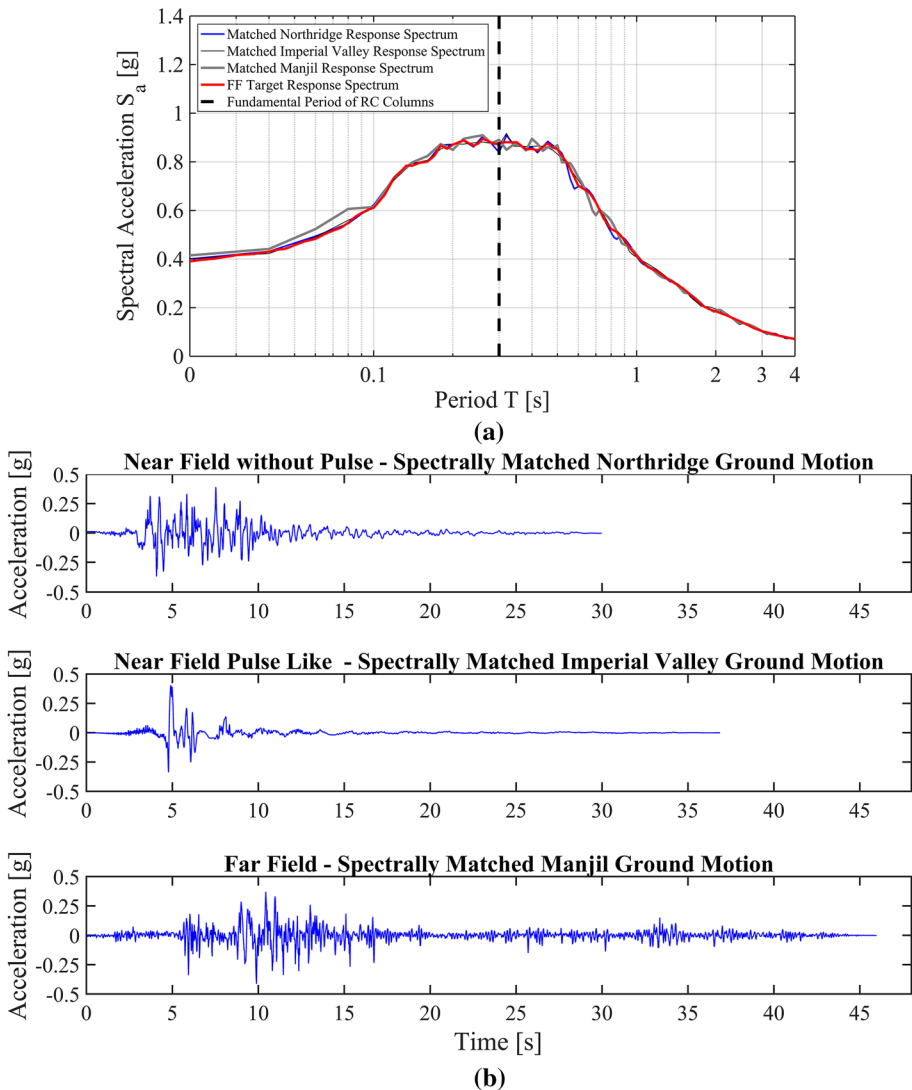 1.4
1.2
1
0.8
0.6
0.4
0.2
0
Spectral Acceleration S_a [g]
Matched Northridge Response Spectrum
Matched Imperial Valley Response Spectrum
Matched Manjil Response Spectrum
FF Target Response Spectrum
Fundamental Period of RC Columns
0 0.1 1 2 3 4
Period T [s]
(a)
Near Field without Pulse - Spectrally Matched Northridge Ground Motion
Acceleration [g]
0.5
0.25
0
-0.25
-0.5
0 5 10 15 20 25 30 35 40 45
Near Field Pulse Like - Spectrally Matched Imperial Valley Ground Motion
Acceleration [g]
0.5
0.25
0
-0.25
-0.5
0 5 10 15 20 25 30 35 40 45
Far Field - Spectrally Matched Manjil Ground Motion
Acceleration [g]
0.5
0.25
0
-0.25
-0.5
0 5 10 15 20 25 30 35 40 45
Time [s]
(b)